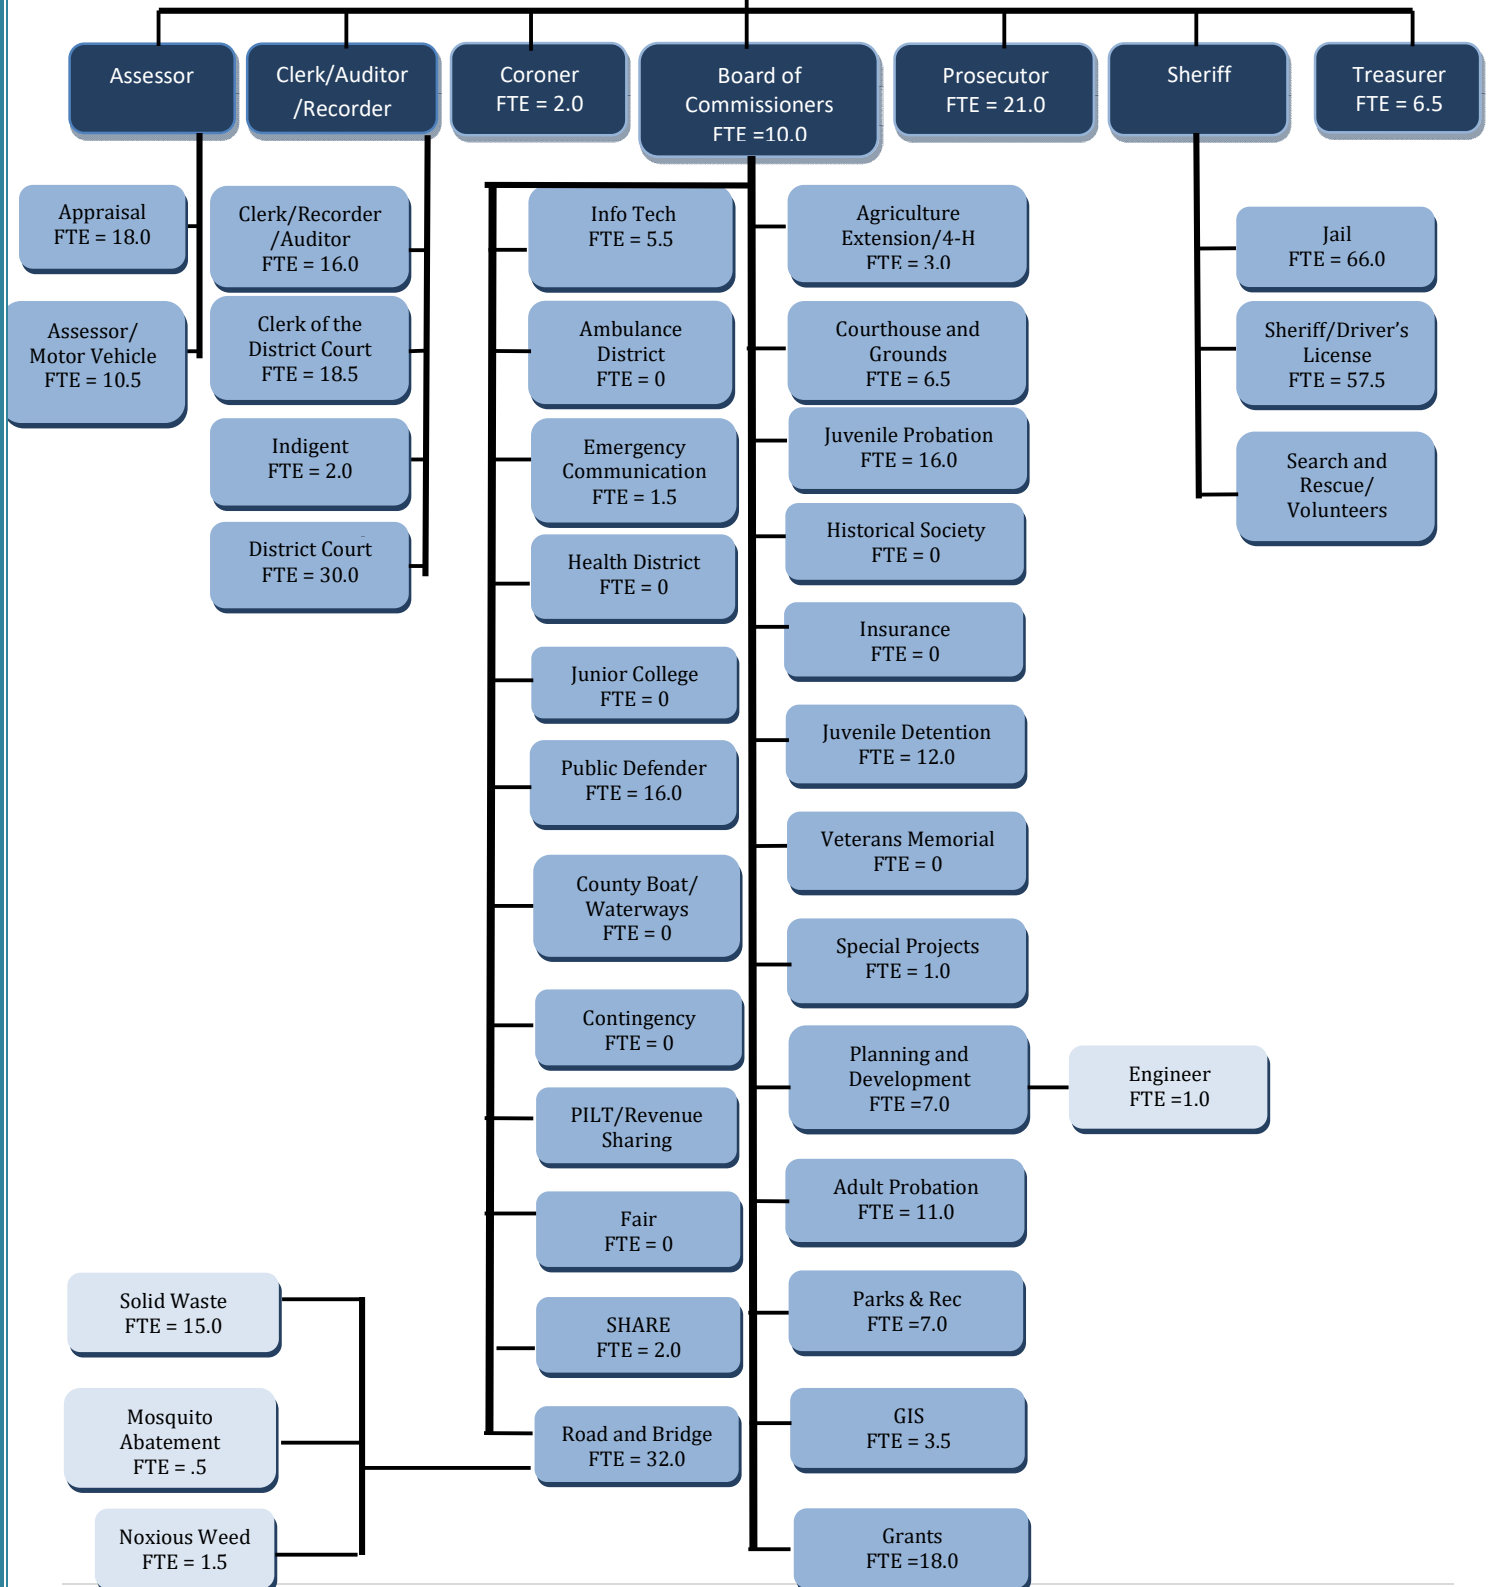 Assessor
Clerk/Auditor
/Recorder
Coroner
FTE = 2.0
Board of
Commissioners
FTE =10.0
Prosecutor
FTE = 21.0
Sheriff
Treasurer
FTE = 6.5
Appraisal
FTE = 18.0
Assessor/
Motor Vehicle
FTE = 10.5
Clerk/Recorder
/Auditor
FTE = 16.0
Clerk of the
District Court
FTE = 18.5
Indigent
FTE = 2.0
District Court
FTE = 30.0
Info Tech
FTE = 5.5
Ambulance
District
FTE = 0
Emergency
Communication
FTE = 1.5
Health District
FTE = 0
Junior College
FTE = 0
Public Defender
FTE = 16.0
County Boat/
Waterways
FTE = 0
Contingency
FTE = 0
PILT/Revenue
Sharing
Fair
FTE = 0
SHARE
FTE = 2.0
Road and Bridge
FTE = 32.0
Solid Waste
FTE = 15.0
Mosquito
Abatement
FTE = .5
Noxious Weed
FTE = 1.5
Agriculture
Extension/4-H
FTE = 3.0
Courthouse and
Grounds
FTE = 6.5
Juvenile Probation
FTE = 16.0
Historical Society
FTE = 0
Insurance
FTE = 0
Juvenile Detention
FTE = 12.0
Veterans Memorial
FTE = 0
Special Projects
FTE = 1.0
Planning and
Development
FTE =7.0
Engineer
FTE =1.0
Adult Probation
FTE = 11.0
Parks & Rec
FTE =7.0
GIS
FTE = 3.5
Grants
FTE =18.0
Jail
FTE = 66.0
Sheriff/Driver's
License
FTE = 57.5
Search and
Rescue/
Volunteers